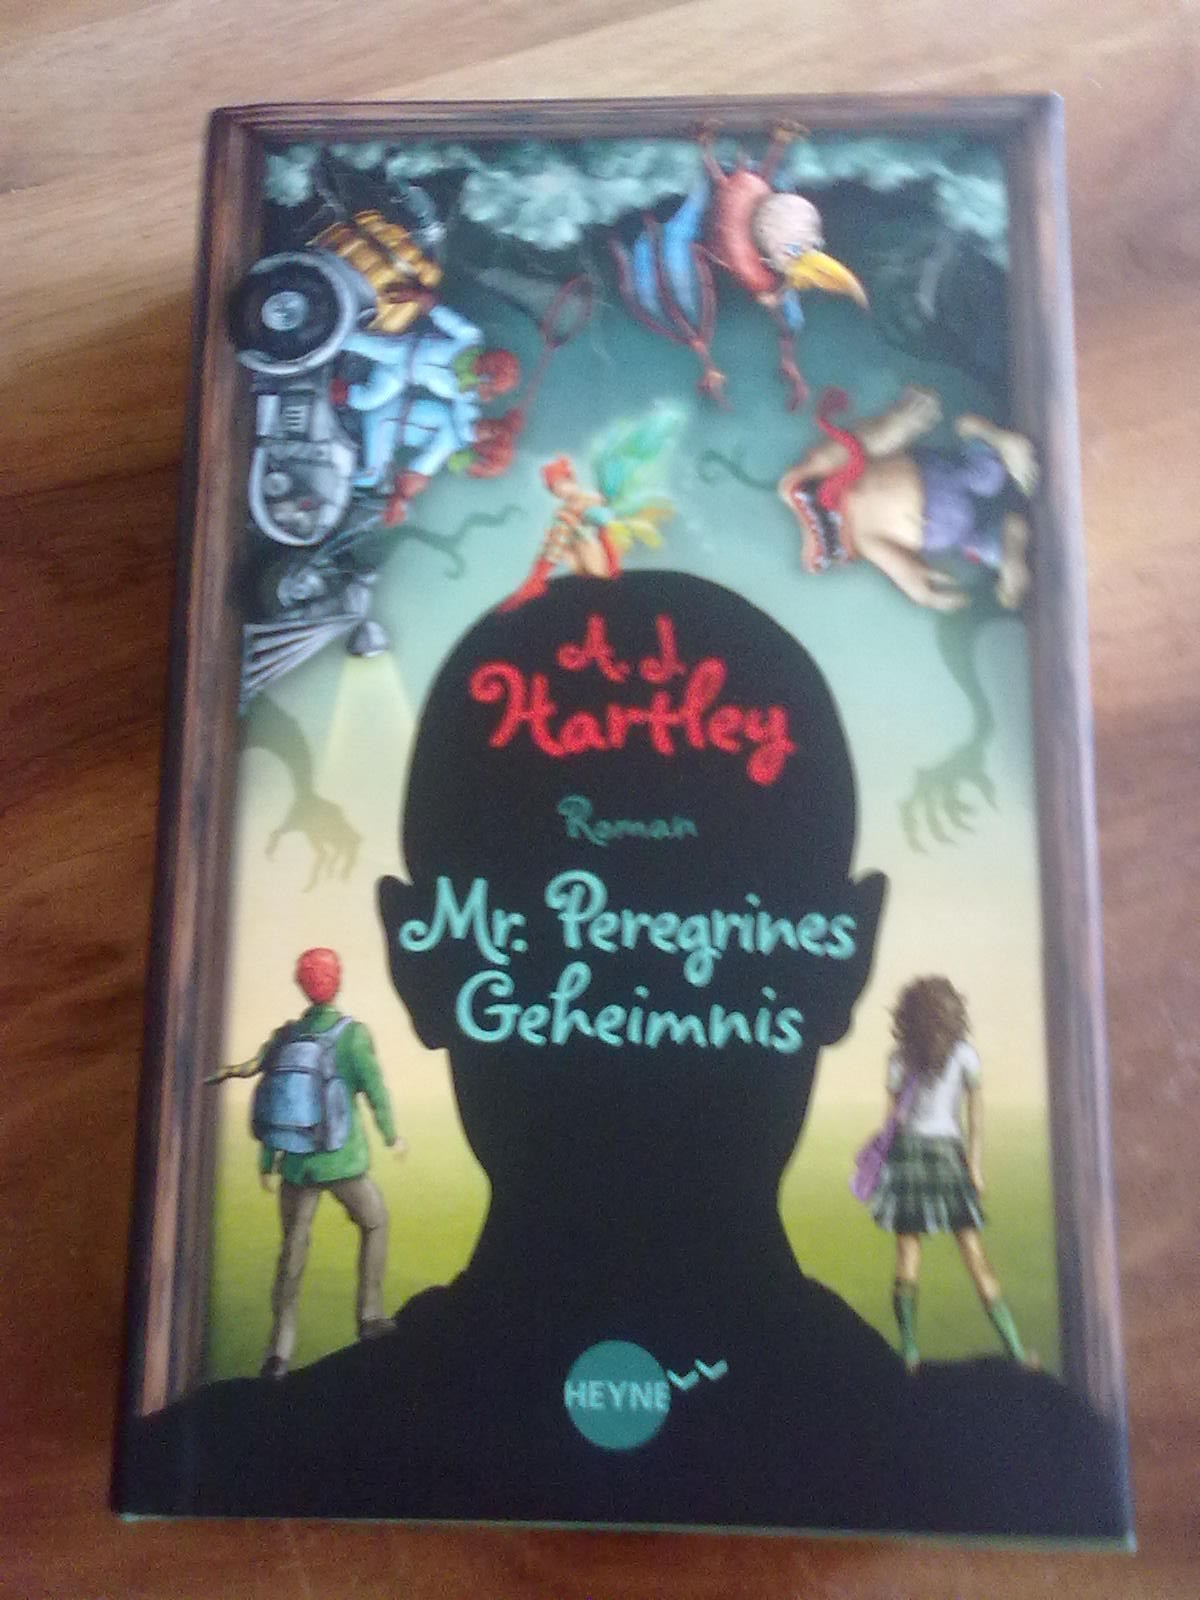 A. J.
Hartley
Roman
Mr. Peregrines
Geheimnis
HEYNE